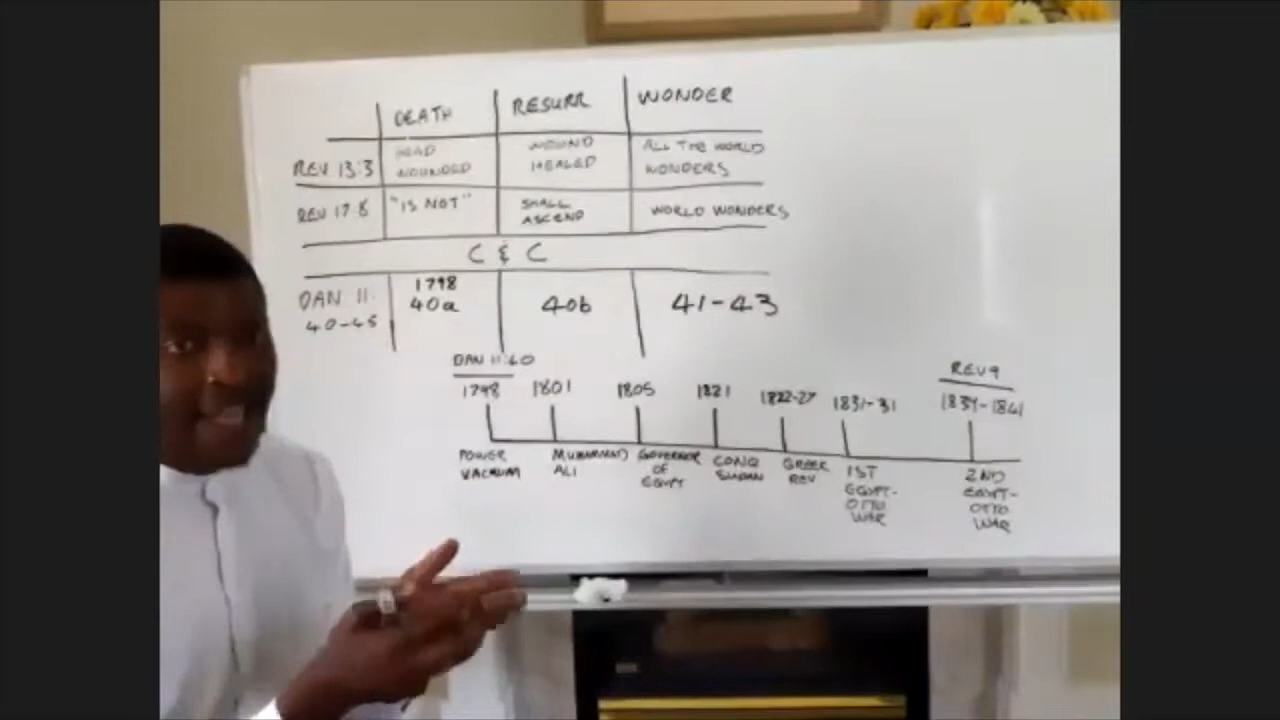 DEATH RESURR WONDER
REV 13:3 HEAD WOUNDED WOUND HEALED ALL THE WORLD WONDERS
REV 17 8 "IS NOT" SHALL ASCEND WORLD WONDERS
C & C
DAN 11: 40-45 1798 40a 40b 41-43
DAN 11:40 REV 9
1798 1801 1805 1821 1822-27 1831-31 1839-1841
POWER VACUUM
MUHAMMAD ALI
GOVERNOR OF EGYPT
CONQ SUDAN
GREEK REV
1ST EGYPT-OTTO WAR
2ND EGYPT-OTTO WAR